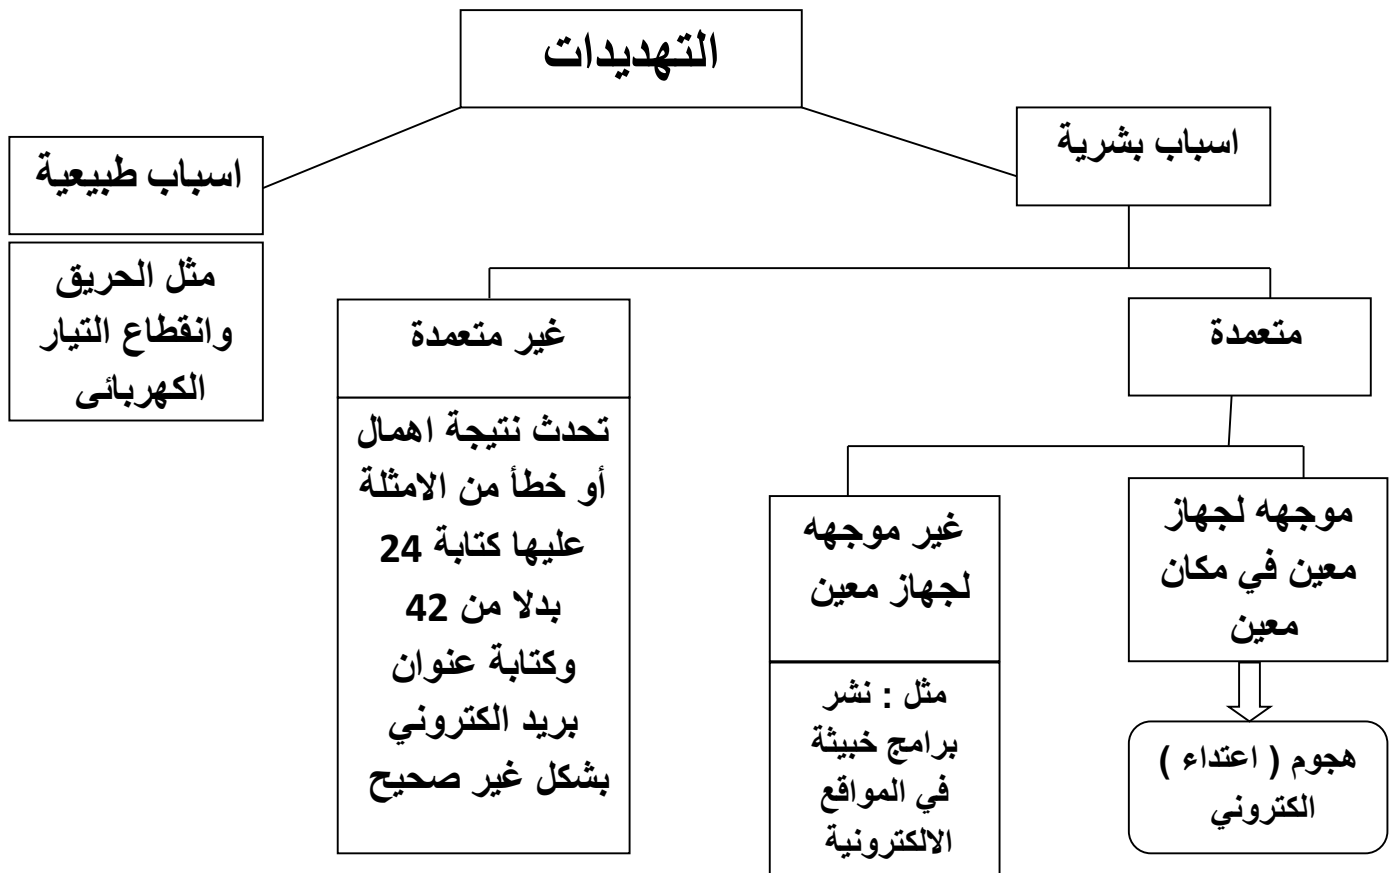 التهديدات
اسباب بشرية
اسباب طبيعية
مثل الحريق
وانقطاع التيار
الكهربائى
متعمدة
غير متعمدة
تحدث نتيجة اهمال
أو خطأ من الامثلة
عليها كتابة 24
بدلا من 42
وكتابة عنوان
بريد الكتروني
بشكل غير صحيح
موجهه لجهاز
معين في مكان
معين
هجوم ( اعتداء )
الكتروني
غير موجهه
لجهاز معين
مثل : نشر
برامج خبيثة
في المواقع
الالكترونية